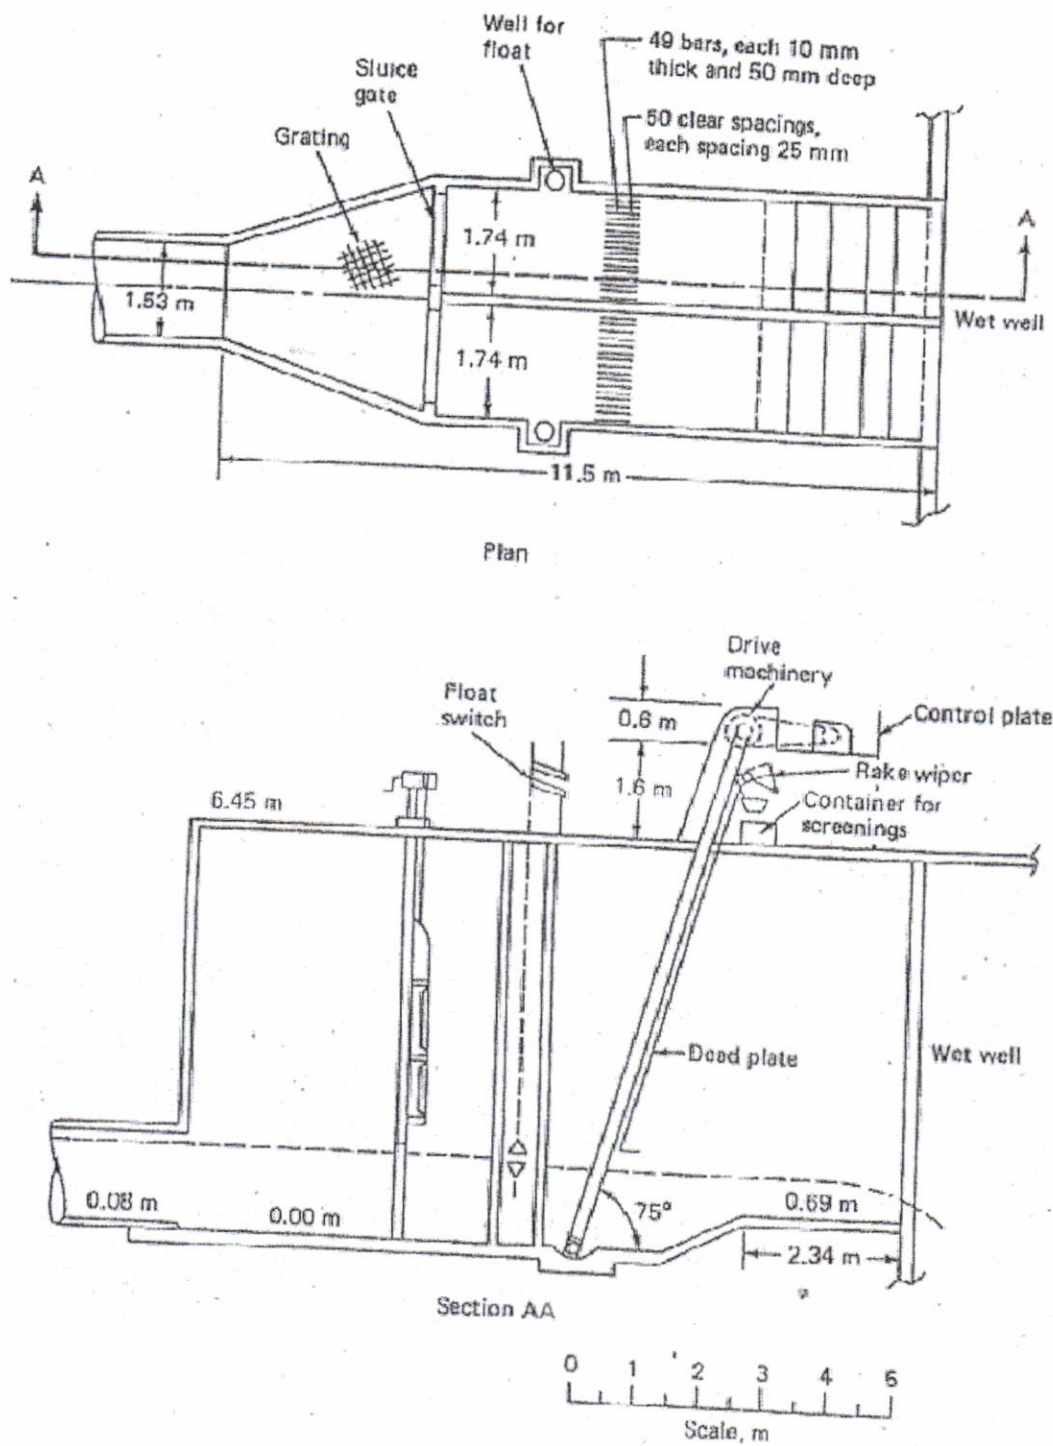 Well for
float
49 bars, each 10 mm
thick and 50 mm deep
Sluice
gate
50 clear spacings,
each spacing 25 mm
Grating
A
A
1.74 m
1.53 m
Wet well
1.74 m
11.5 m
Plan
Drive
machinery
Float
switch
0.6 m
Control plate
Rake wiper
1.6 m
6.45 m
Container for
screenings
Dead plate
Wet well
0.08 m
0.00 m
75°
0.69 m
2.34 m
Section AA
0 1 2 3 4 5
Scale, m